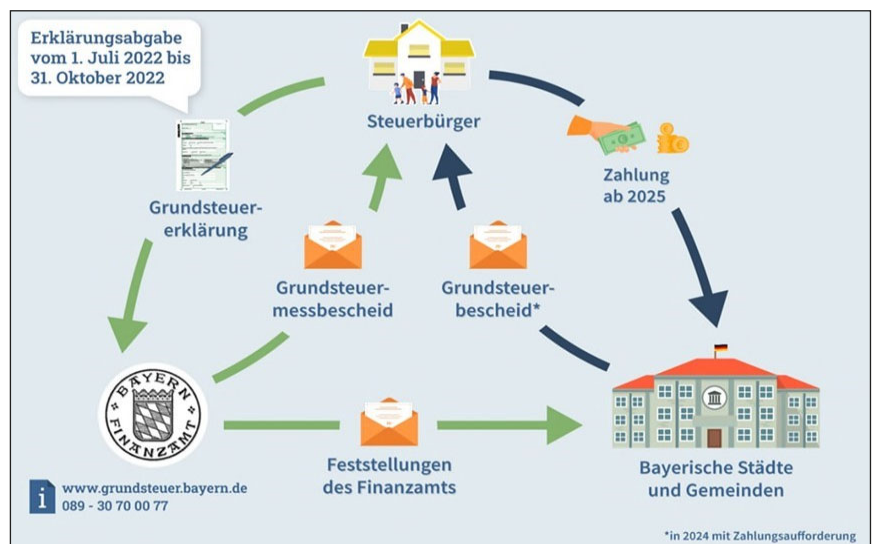 Erklärungsabgabe
vom 1. Juli 2022 bis
31. Oktober 2022
Steuerbürger
Zahlung
ab 2025
Grundsteuer-
erklärung
Grundsteuer-
messbescheid
Grundsteuer-
bescheid*
BAYERN
FINANZAMT
Feststellungen
des Finanzamts
Bayerische Städte
und Gemeinden
i
www.grundsteuer.bayern.de
089 - 30 70 00 77
*in 2024 mit Zahlungsaufforderung